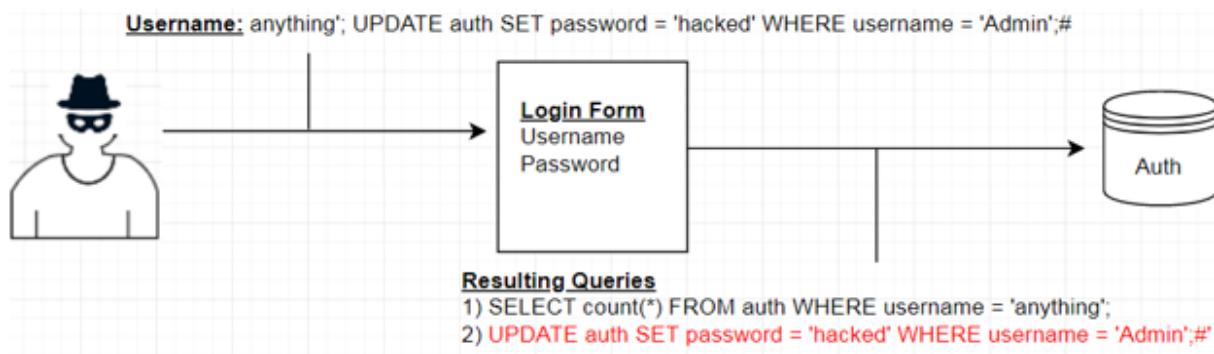 Username: anything'; UPDATE auth SET password = 'hacked' WHERE username = 'Admin';#
Login Form
Username
Password
Auth
Resulting Queries
1) SELECT count(*) FROM auth WHERE username = 'anything';
2) UPDATE auth SET password = 'hacked' WHERE username = 'Admin';#'